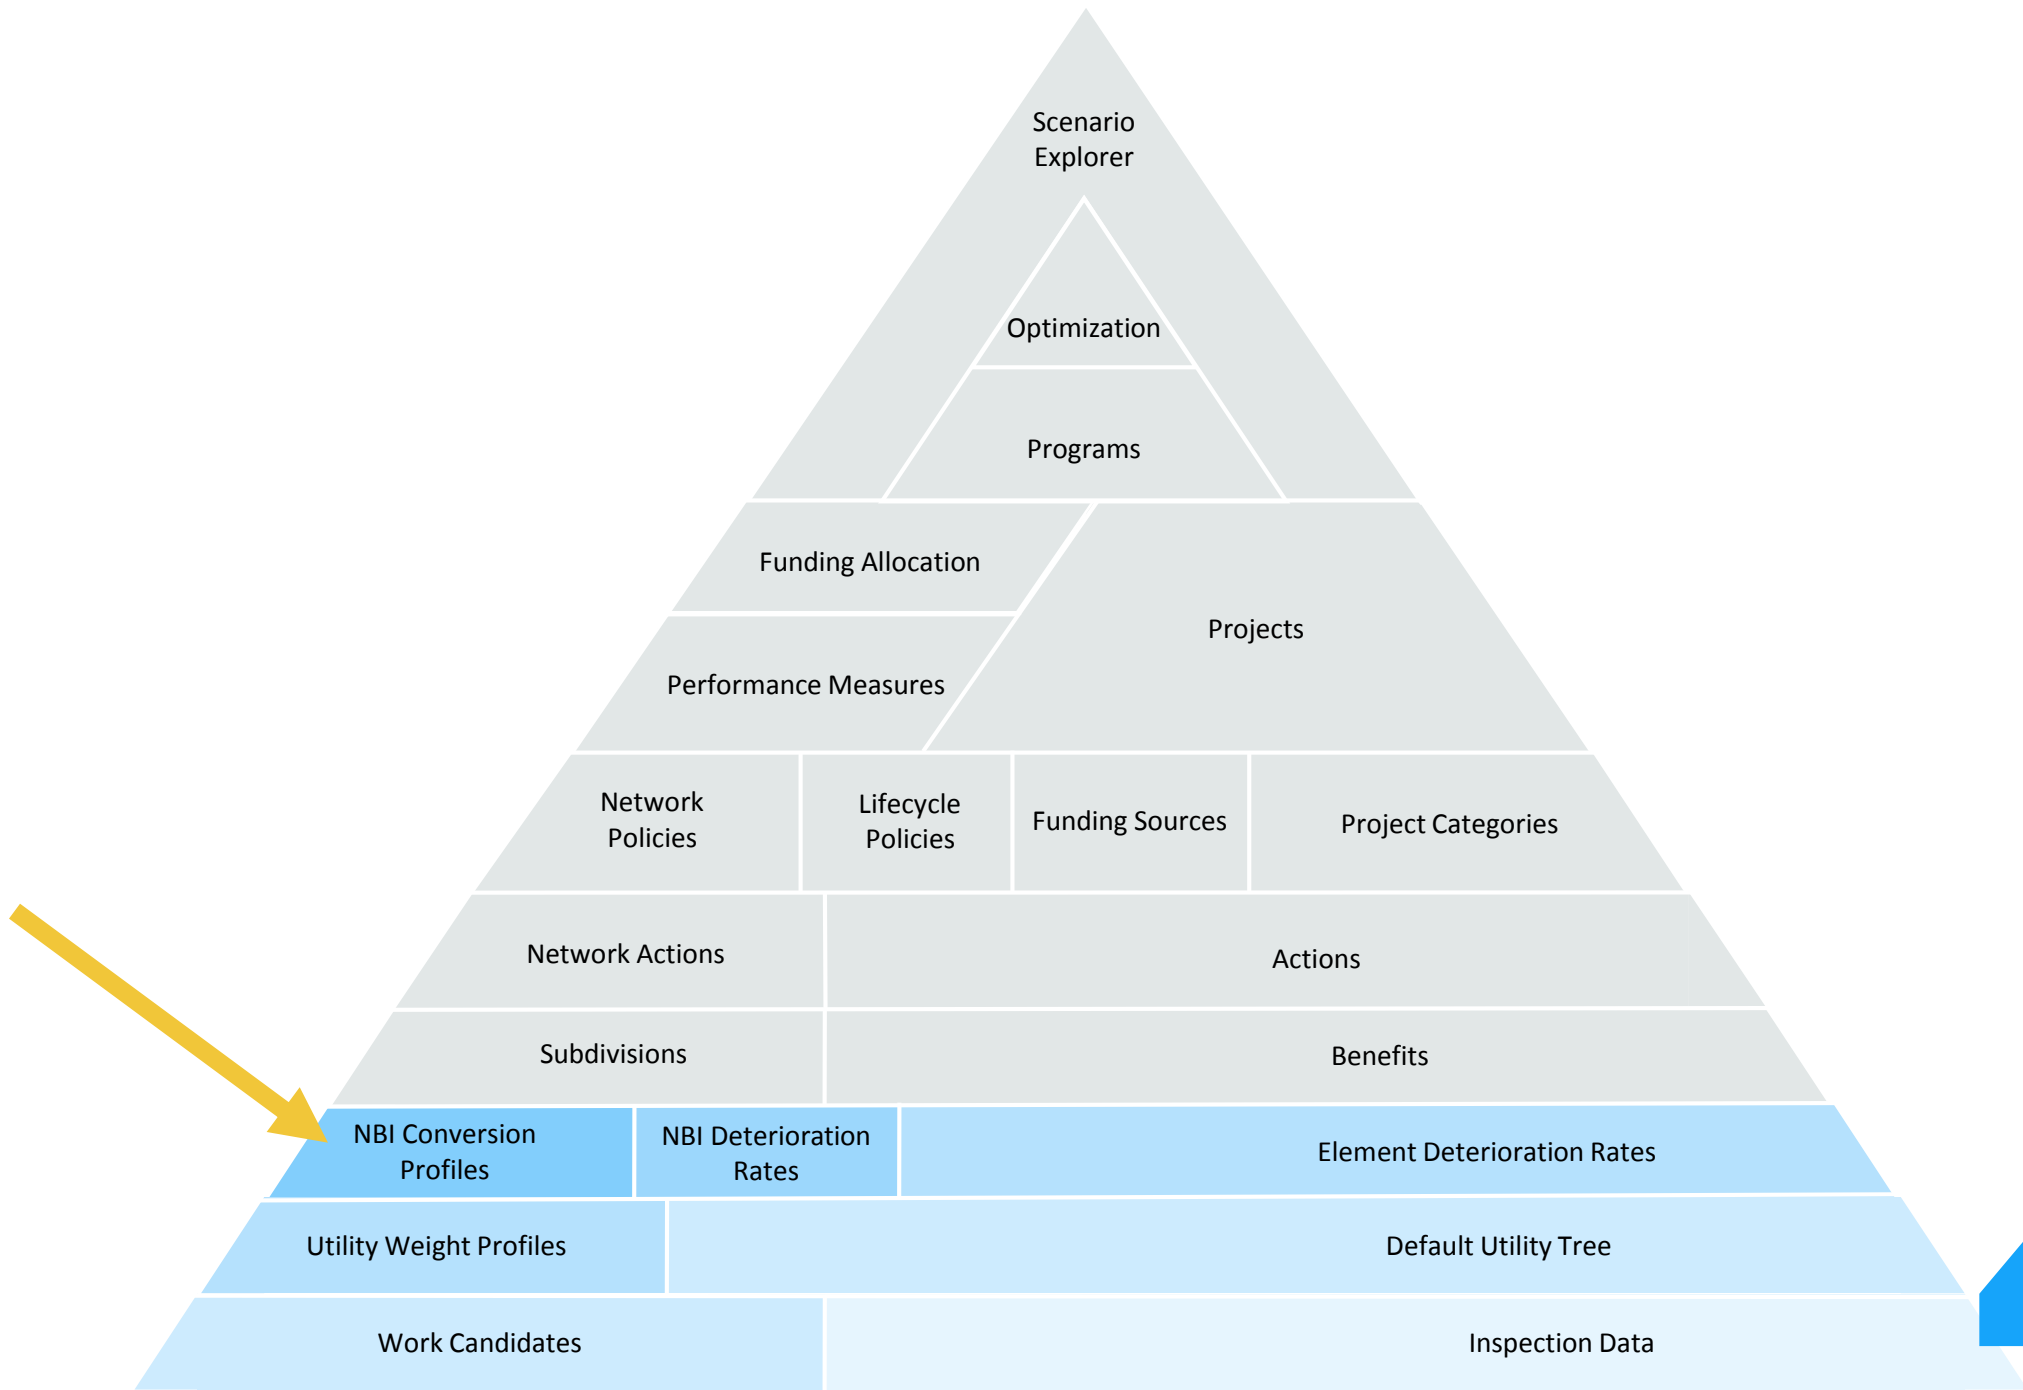 Scenario
Explorer
Optimization
Programs
Funding Allocation
Projects
Performance Measures
Network
Policies
Lifecycle
Policies
Funding Sources
Project Categories
Network Actions
Actions
Subdivisions
Benefits
NBI Conversion
Profiles
NBI Deterioration
Rates
Element Deterioration Rates
Utility Weight Profiles
Default Utility Tree
Work Candidates
Inspection Data